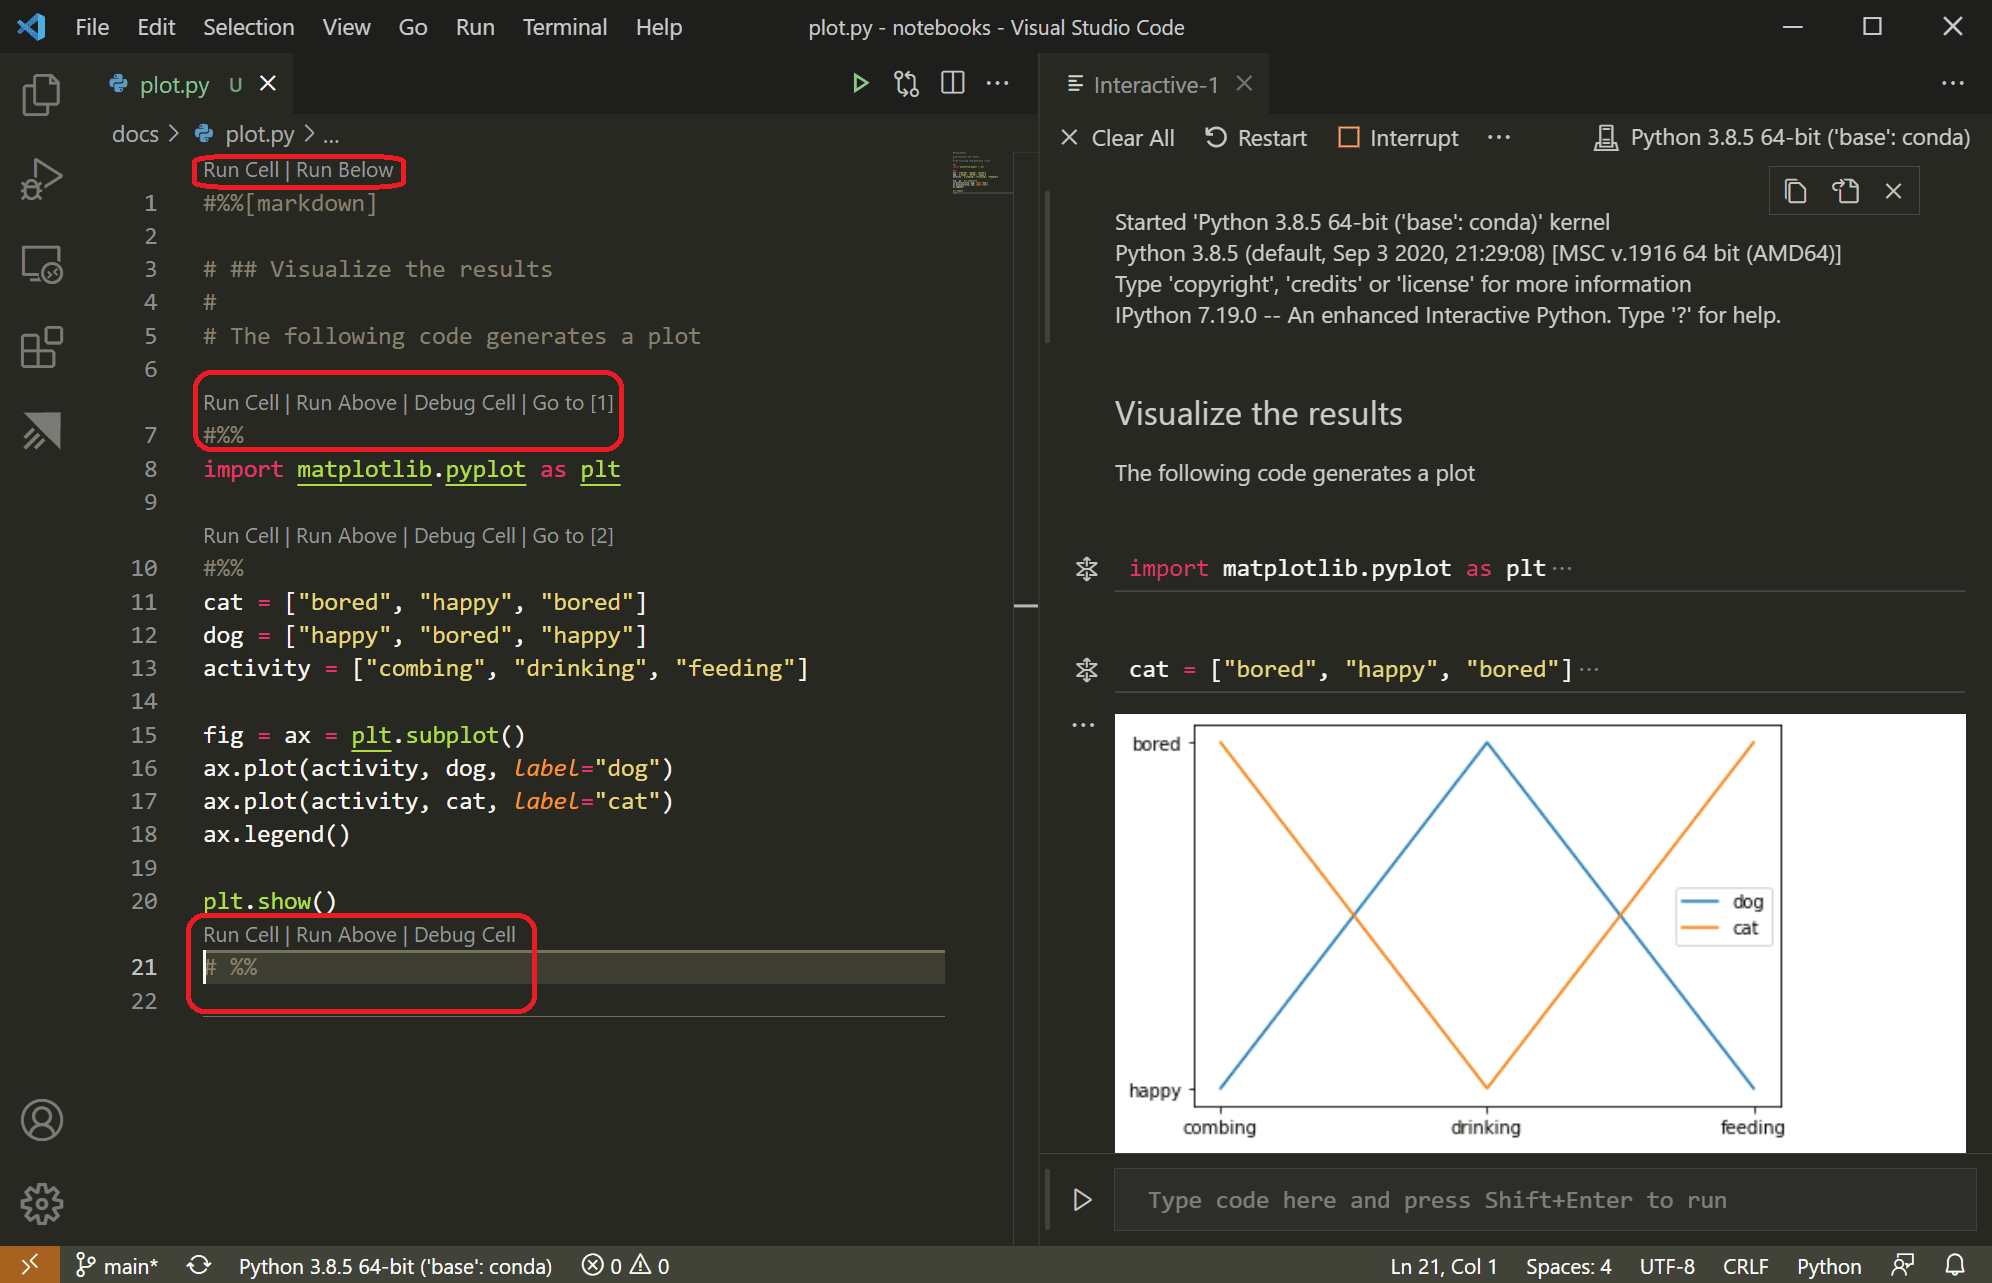 File Edit Selection View Go Run Terminal Help
plot.py - notebooks - Visual Studio Code
plot.py U
docs > plot.py > ...
Run Cell | Run Below
1 #%%[markdown]
2
3 # ## Visualize the results
4 #
5 # The following code generates a plot
6
Run Cell | Run Above | Debug Cell | Go to [1]
7 #%%
8 import matplotlib.pyplot as plt
9
Run Cell | Run Above | Debug Cell | Go to [2]
10 #%%
11 cat = ["bored", "happy", "bored"]
12 dog = ["happy", "bored", "happy"]
13 activity = ["combing", "drinking", "feeding"]
14
15 fig = ax = plt.subplot()
16 ax.plot(activity, dog, label="dog")
17 ax.plot(activity, cat, label="cat")
18 ax.legend()
19
20 plt.show()
Run Cell | Run Above | Debug Cell
21 # %%
22
Interactive-1
Clear All Restart Interrupt ... Python 3.8.5 64-bit ('base': conda)
Started 'Python 3.8.5 64-bit ('base': conda)' kernel
Python 3.8.5 (default, Sep 3 2020, 21:29:08) [MSC v.1916 64 bit (AMD64)]
Type 'copyright', 'credits' or 'license' for more information
IPython 7.19.0 -- An enhanced Interactive Python. Type '?' for help.
Visualize the results
The following code generates a plot
import matplotlib.pyplot as plt...
cat = ["bored", "happy", "bored"]...
bored
dog
cat
happy
combing drinking feeding
Type code here and press Shift+Enter to run
main* Python 3.8.5 64-bit ('base': conda) 0 0 Ln 21, Col 1 Spaces: 4 UTF-8 CRLF Python